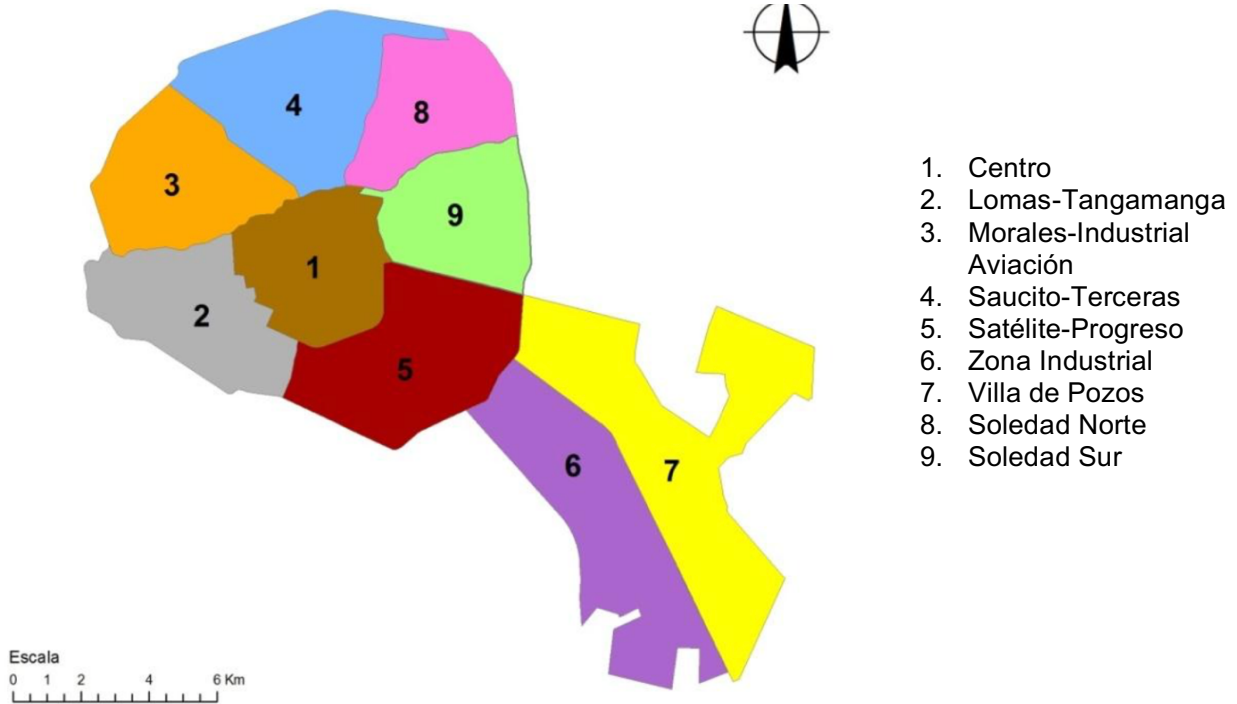 4
8
3
9
1
2
5
6
7
1. Centro
2. Lomas-Tangamanga
3. Morales-Industrial
Aviación
4. Saucito-Terceras
5. Satélite-Progreso
6. Zona Industrial
7. Villa de Pozos
8. Soledad Norte
9. Soledad Sur
Escala
0 1 2 4 6 Km